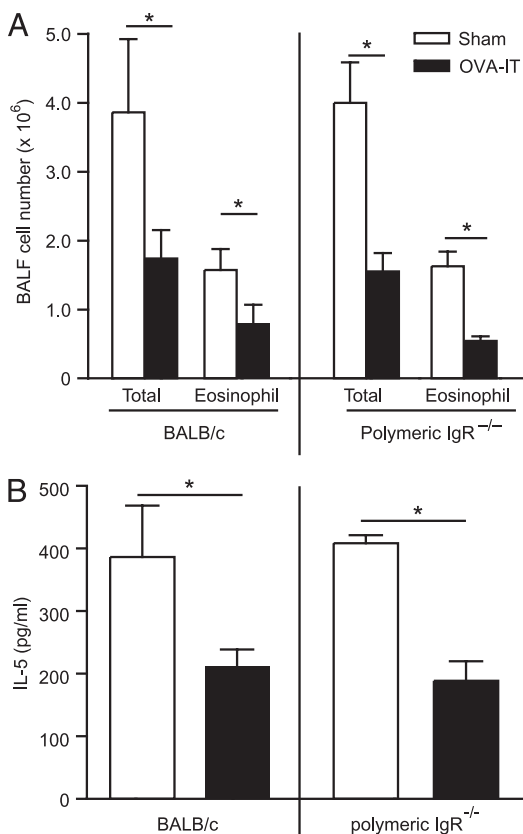 A
5.0
4.0
3.0
2.0
1.0
0
BALF cell number (x 10⁶)
Sham
OVA-IT
*
*
*
*
Total Eosinophil Total Eosinophil
BALB/c Polymeric IgR⁻/⁻
B
500
400
300
200
100
0
IL-5 (pg/ml)
*
*
BALB/c polymeric IgR⁻/⁻